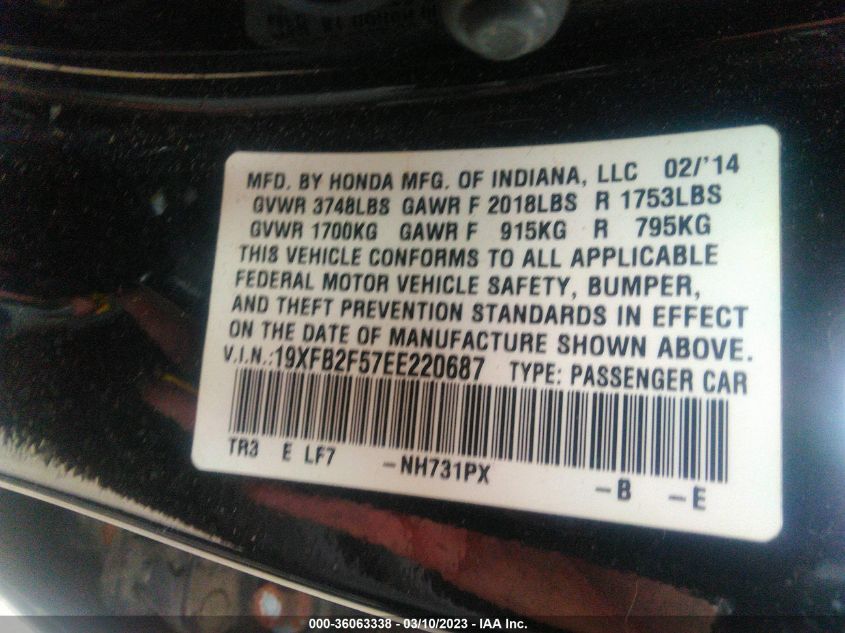 MFD. BY HONDA MFG. OF INDIANA, LLC 02/'14
GVWR 3748LBS GAWR F 2018LBS R 1753LBS
GVWR 1700KG GAWR F 915KG R 795KG
THIS VEHICLE CONFORMS TO ALL APPLICABLE
FEDERAL MOTOR VEHICLE SAFETY, BUMPER,
AND THEFT PREVENTION STANDARDS IN EFFECT
ON THE DATE OF MANUFACTURE SHOWN ABOVE.
V.I.N.:19XFB2F57EE220687 TYPE: PASSENGER CAR
TR3 E LF7 -NH731PX -B -E
000-36063338 - 03/10/2023 - IAA Inc.